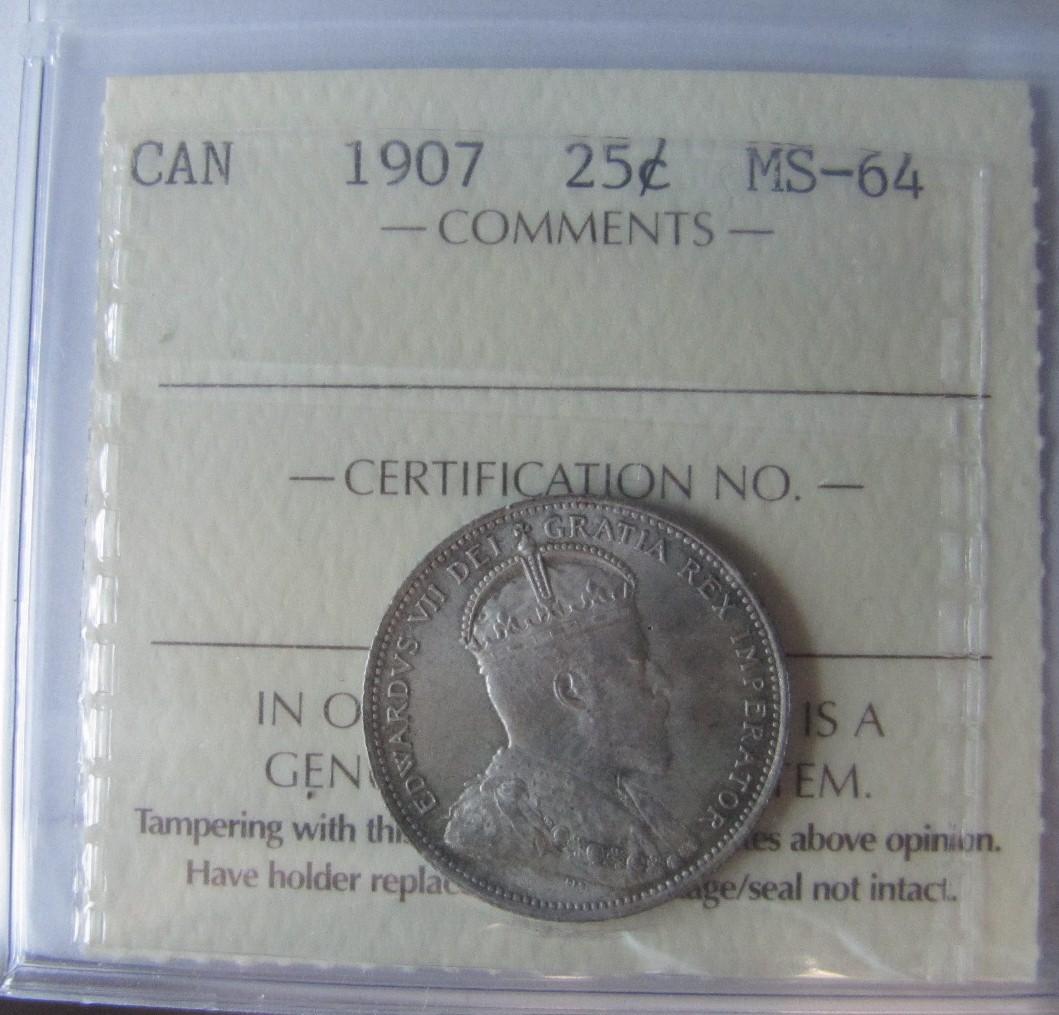 CAN 1907 25¢ MS-64
— COMMENTS —
— CERTIFICATION NO. —
EDWARDVS VII DEI GRATIA REX IMPERATOR
IN O IS A
GEN TEM.
Tampering with thi es above opinion.
Have holder replac age/seal not intact.